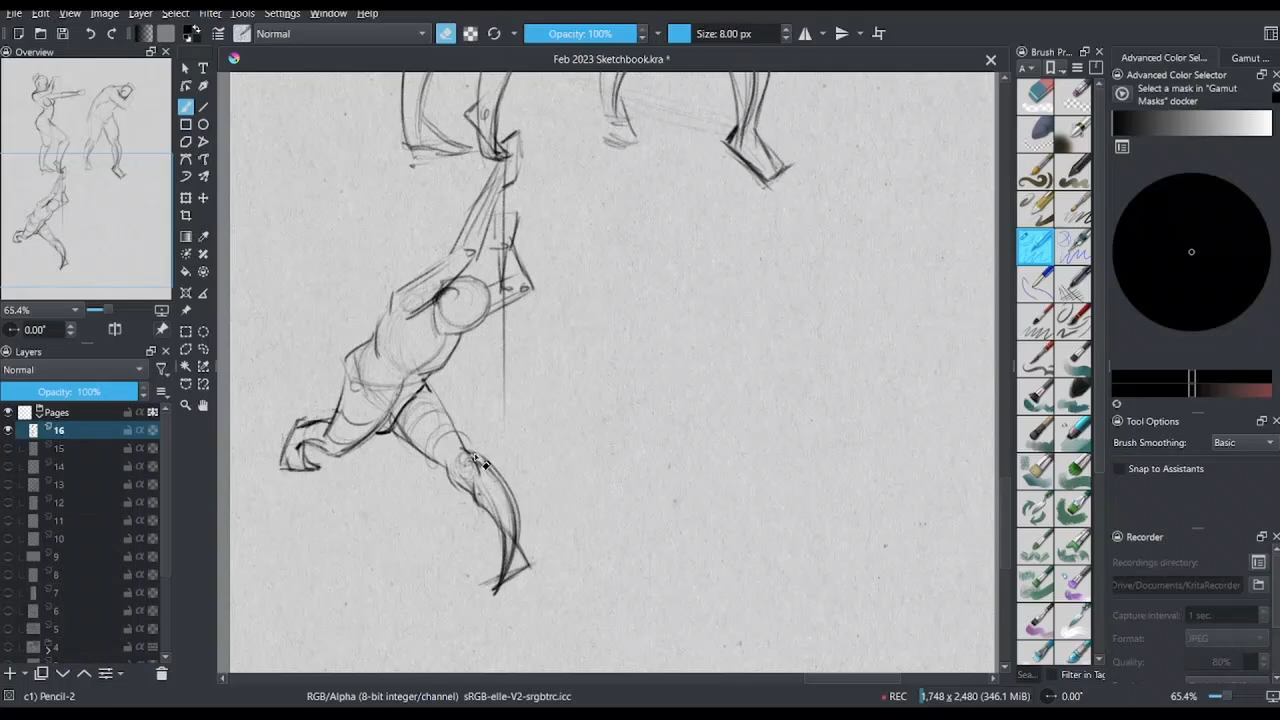 File Edit View Image Layer Select Filter Tools Settings Window Help
Normal
Opacity: 100%
Size: 8.00 px
Overview
Feb 2023 Sketchbook.kra *
Brush Pr...
Advanced Color Sel...
Gamut ...
A
Advanced Color Selector
Select a mask in "Gamut
Masks" docker
65.4%
0.00°
Layers
Normal
Opacity: 100%
Pages
16
15
14
13
12
11
10
9
8
7
6
5
4
Tool Options
Brush Smoothing:
Basic
Snap to Assistants
Recorder
Recordings directory:
Drive/Documents/KritaRecorder
Capture interval:
1 sec.
Format:
JPEG
Quality:
80%
Sea...
Filter in Tag
c1) Pencil-2
RGB/Alpha (8-bit integer/channel) sRGB-elle-V2-srgbtrc.icc
REC
1,748 x 2,480 (346.1 MiB)
0.00°
65.4%